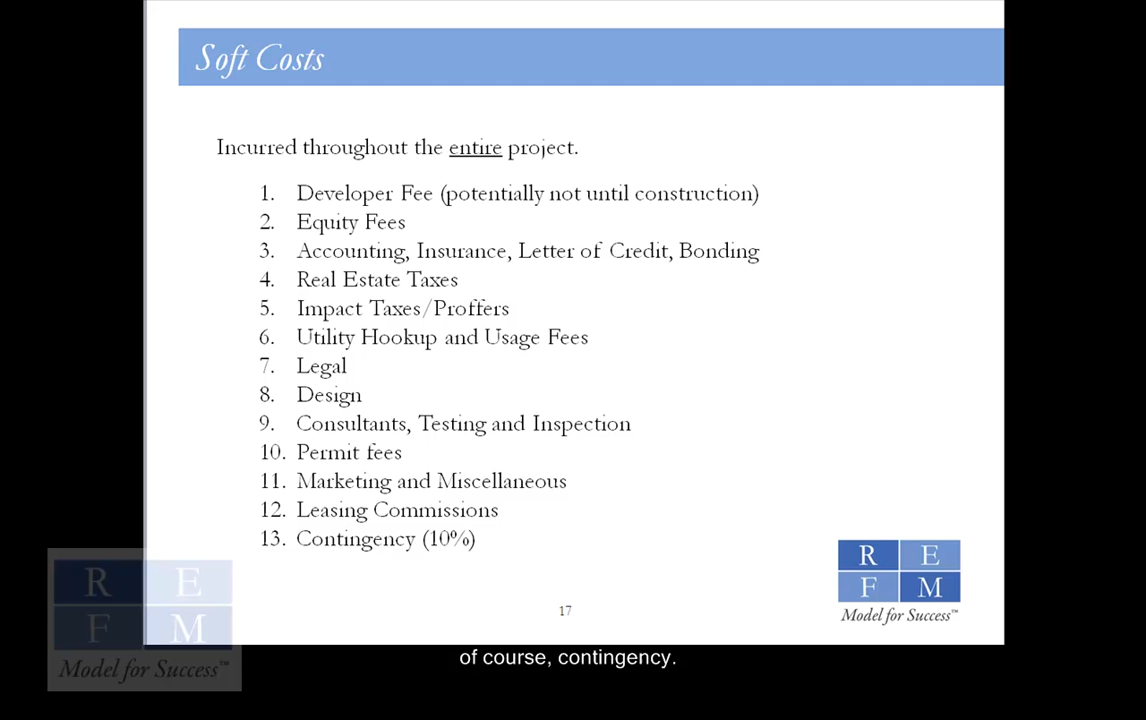 Soft Costs
Incurred throughout the entire project.
1. Developer Fee (potentially not until construction)
2. Equity Fees
3. Accounting, Insurance, Letter of Credit, Bonding
4. Real Estate Taxes
5. Impact Taxes/Proffers
6. Utility Hookup and Usage Fees
7. Legal
8. Design
9. Consultants, Testing and Inspection
10. Permit fees
11. Marketing and Miscellaneous
12. Leasing Commissions
13. Contingency (10%)
R E
F M
Model for Success™
R E
F M
Model for Success™
17
of course, contingency.